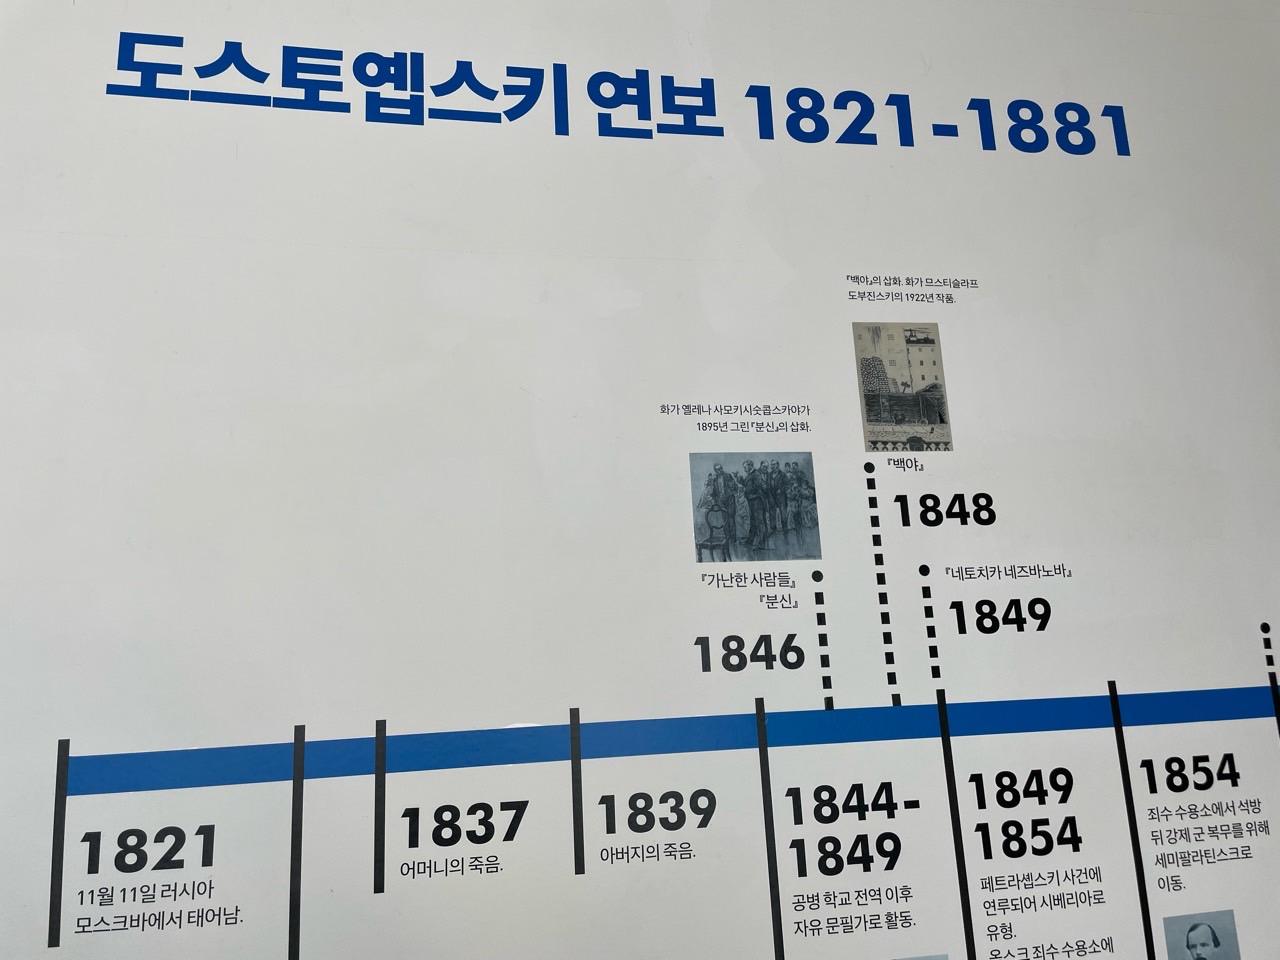 도스토옙스키 연보 1821-1881
『백야』의 삽화. 화가 므스티슬라프
도부진스키의 1922년 작품.
화가 옐레나 사모키시숫콥스카야가
1895년 그린 『분신』의 삽화.
『백야』
1848
『가난한 사람들』
『분신』
1846
『네토치카 네즈바노바』
1849
1821
11월 11일 러시아
모스크바에서 태어남.
1837
어머니의 죽음.
1839
아버지의 죽음.
1844-
1849
공병 학교 전역 이후
자유 문필가로 활동.
1849
1854
페트라솁스키 사건에
연루되어 시베리아로
유형.
옴스크 죄수 수용소에
1854
죄수 수용소에서 석방
뒤 강제 군 복무를 위해
세미팔라틴스크로
이동.